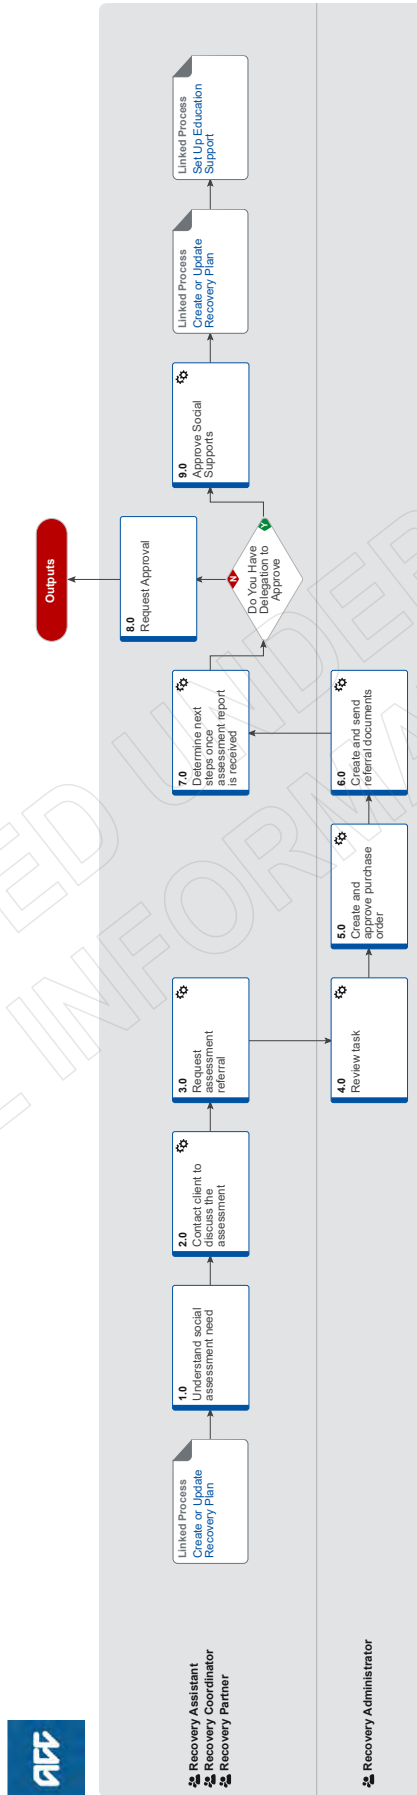 acc
Recovery Assistant
Recovery Coordinator
Recovery Partner
Linked Process
Create or Update
Recovery Plan
1.0
Understand social
assessment need
2.0
Contact client to
discuss the
assessment
3.0
Request
assessment
referral
Recovery Administrator
4.0
Review task
5.0
Create and
approve purchase
order
6.0
Create and send
referral documents
7.0
Determine next
steps once
assessment report
is received
Do You Have
Delegation to
Approve
N
Y
8.0
Request Approval
Outputs
9.0
Approve Social
Supports
Linked Process
Create or Update
Recovery Plan
Linked Process
Set Up Education
Support